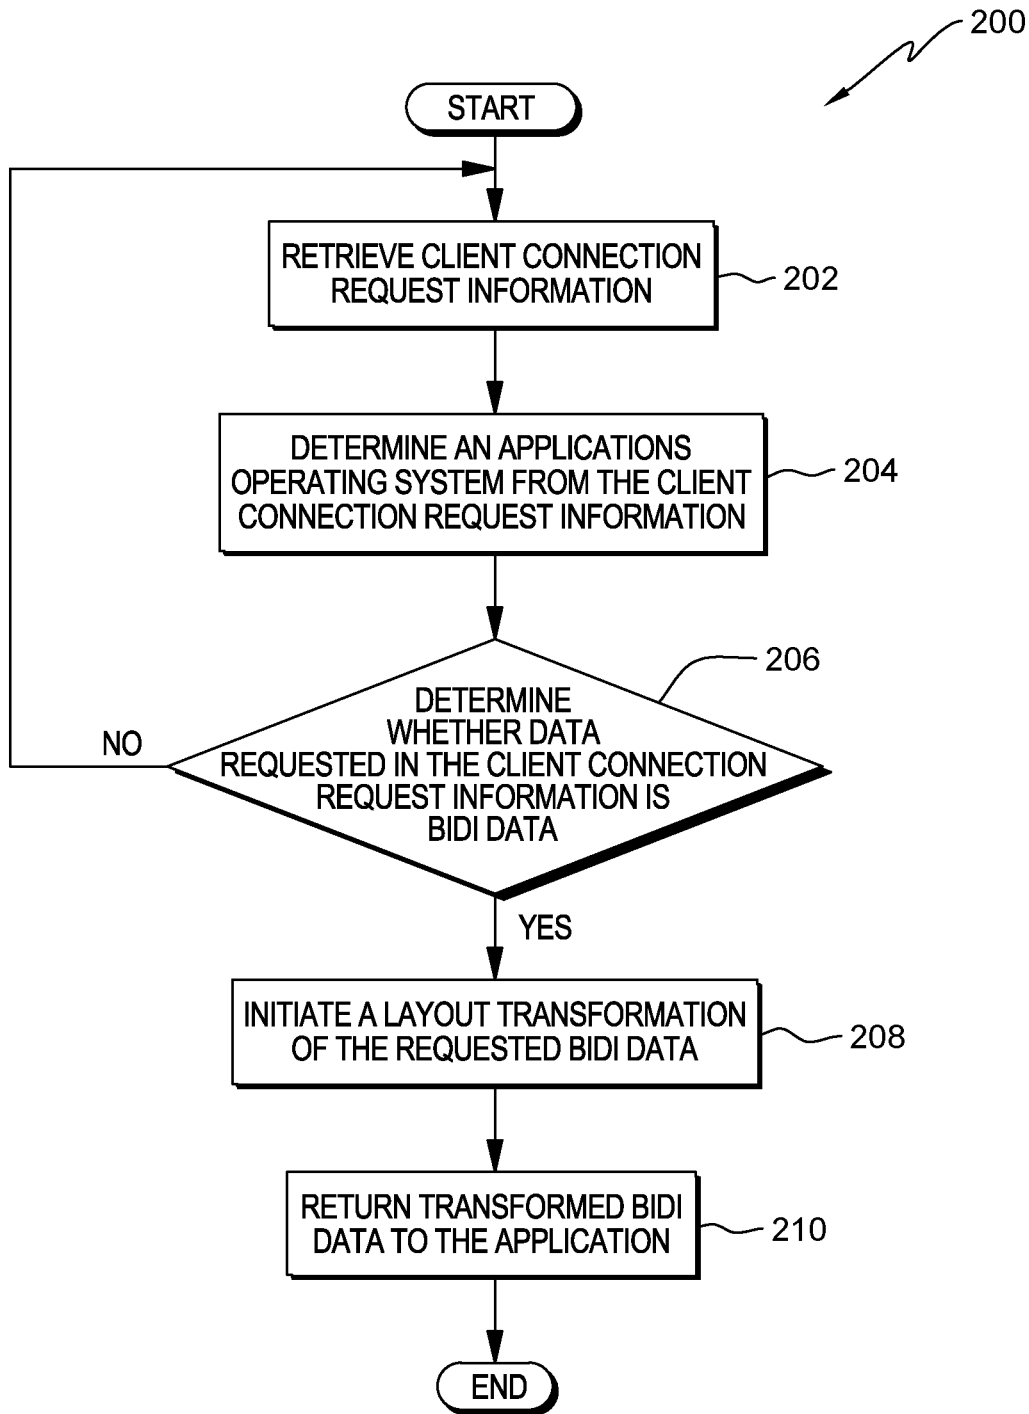 200
START
RETRIEVE CLIENT CONNECTION
REQUEST INFORMATION
202
DETERMINE AN APPLICATIONS
OPERATING SYSTEM FROM THE CLIENT
CONNECTION REQUEST INFORMATION
204
206
DETERMINE
WHETHER DATA
REQUESTED IN THE CLIENT CONNECTION
REQUEST INFORMATION IS
BIDI DATA
NO
YES
INITIATE A LAYOUT TRANSFORMATION
OF THE REQUESTED BIDI DATA
208
RETURN TRANSFORMED BIDI
DATA TO THE APPLICATION
210
END